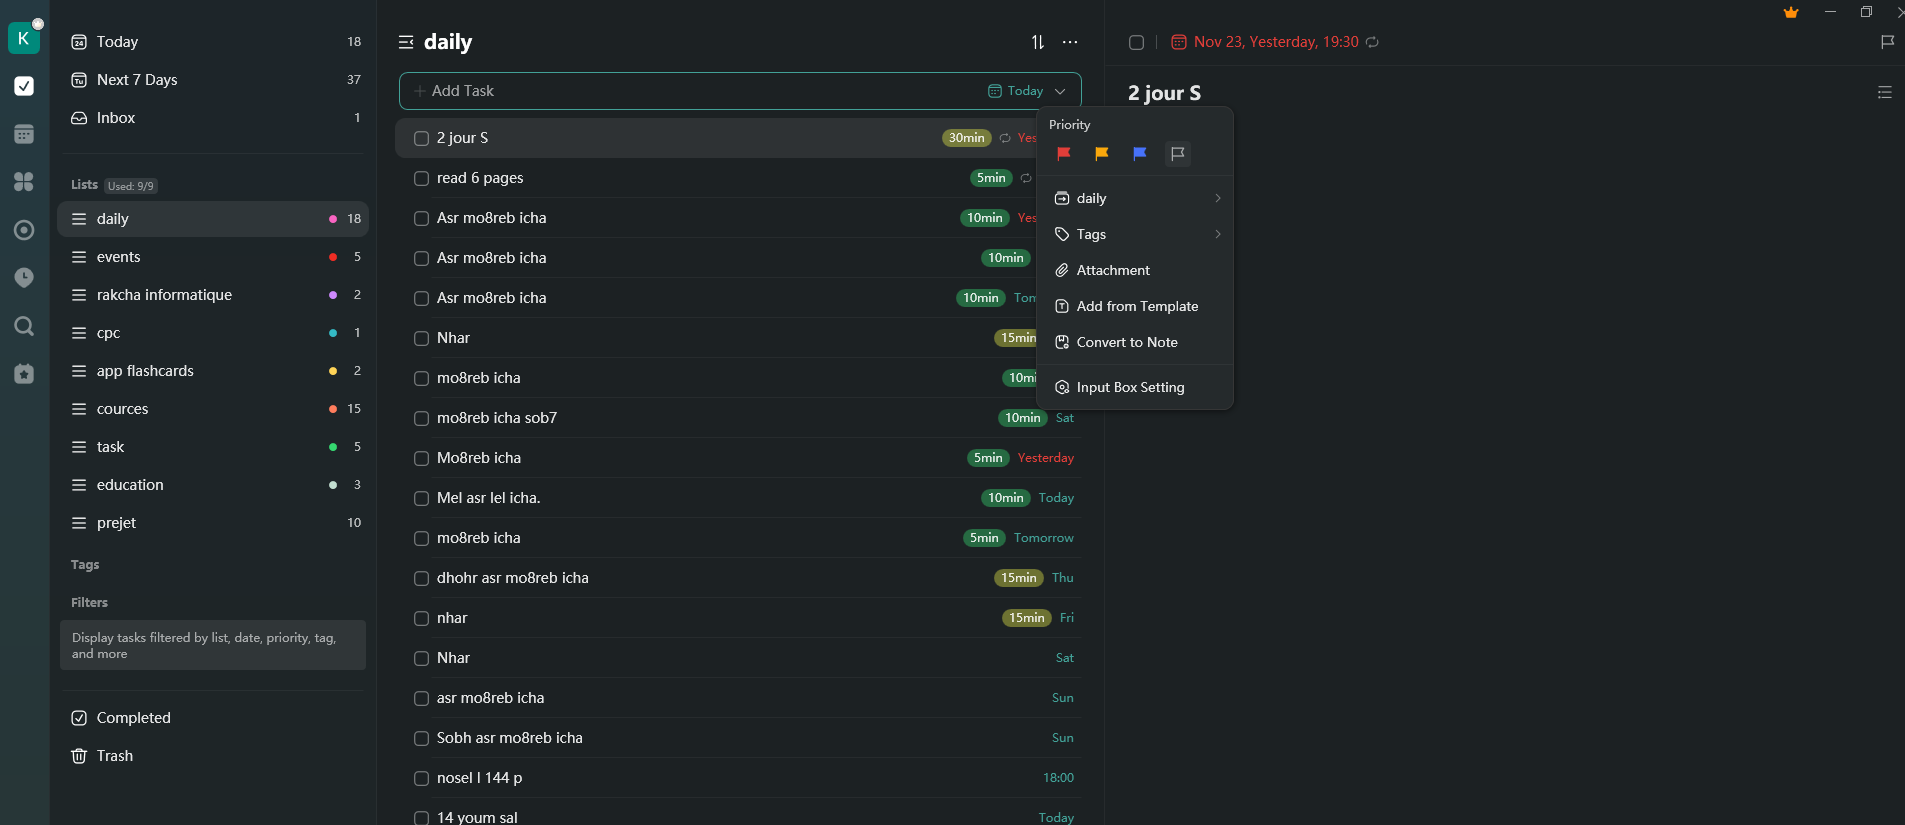 K
24 Today 18
Tu Next 7 Days 37
Inbox 1
Lists Used: 9/9
daily 18
events 5
rakcha informatique 2
cpc 1
app flashcards 2
cources 15
task 5
education 3
prejet 10
Tags
Filters
Display tasks filtered by list, date, priority, tag,
and more
Completed
Trash
daily
Add Task Today
2 jour S 30min Yes
read 6 pages 5min
Asr mo8reb icha 10min Yes
Asr mo8reb icha 10min
Asr mo8reb icha 10min Tom
Nhar 15min
mo8reb icha 10mi
mo8reb icha sob7 10min Sat
Mo8reb icha 5min Yesterday
Mel asr lel icha. 10min Today
mo8reb icha 5min Tomorrow
dhohr asr mo8reb icha 15min Thu
nhar 15min Fri
Nhar Sat
asr mo8reb icha Sun
Sobh asr mo8reb icha Sun
nosel l 144 p 18:00
14 youm sal Today
Nov 23, Yesterday, 19:30
2 jour S
Priority
daily
Tags
Attachment
Add from Template
Convert to Note
Input Box Setting